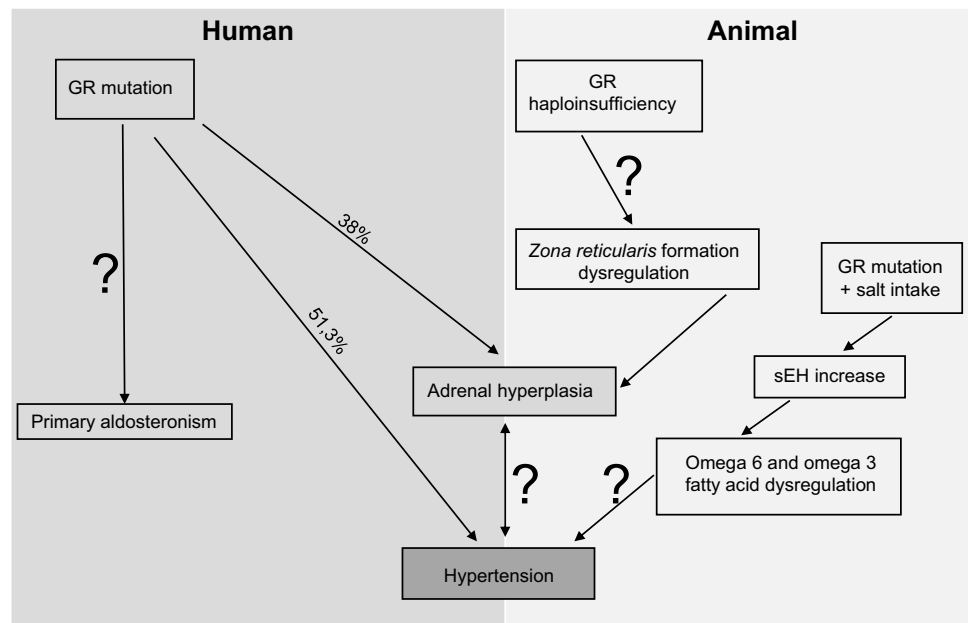 Human
Animal
GR mutation
GR
haploinsufficiency
?
38%
Zona reticularis formation
dysregulation
GR mutation
+ salt intake
?
51,3%
Adrenal hyperplasia
sEH increase
Primary aldosteronism
?
?
Omega 6 and omega 3
fatty acid dysregulation
Hypertension